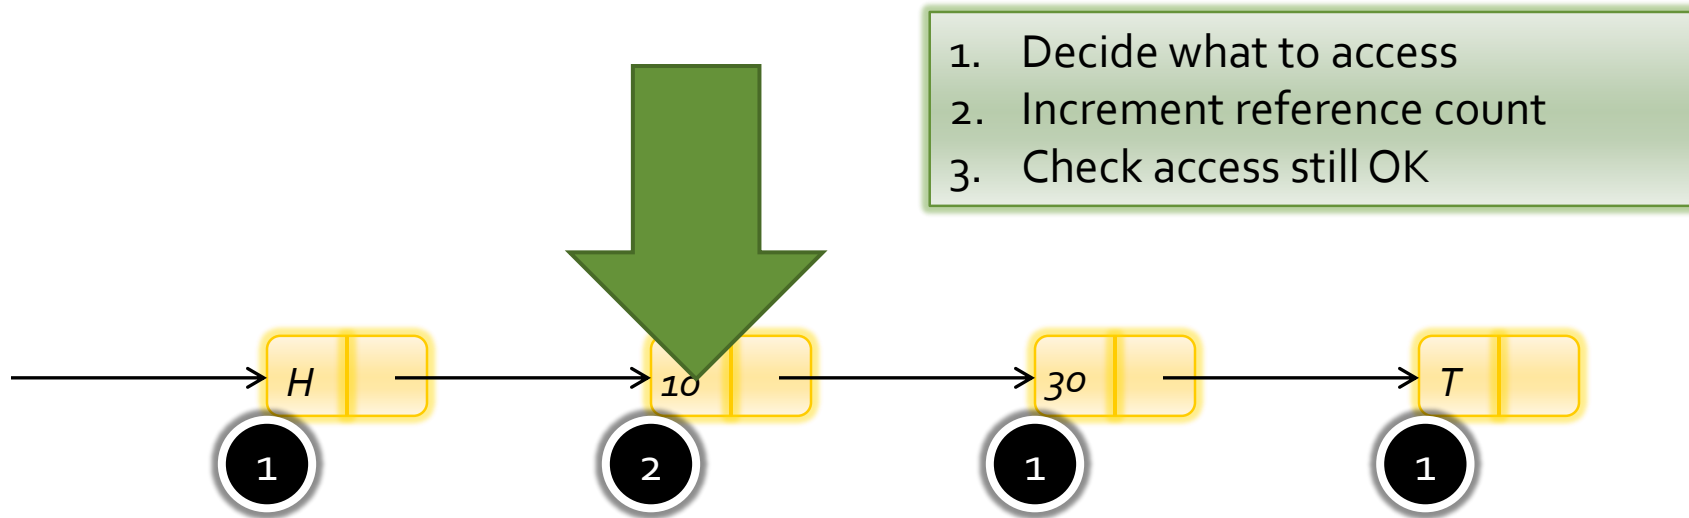 1. Decide what to access
2. Increment reference count
3. Check access still OK
H 10 30 T
1 2 1 1